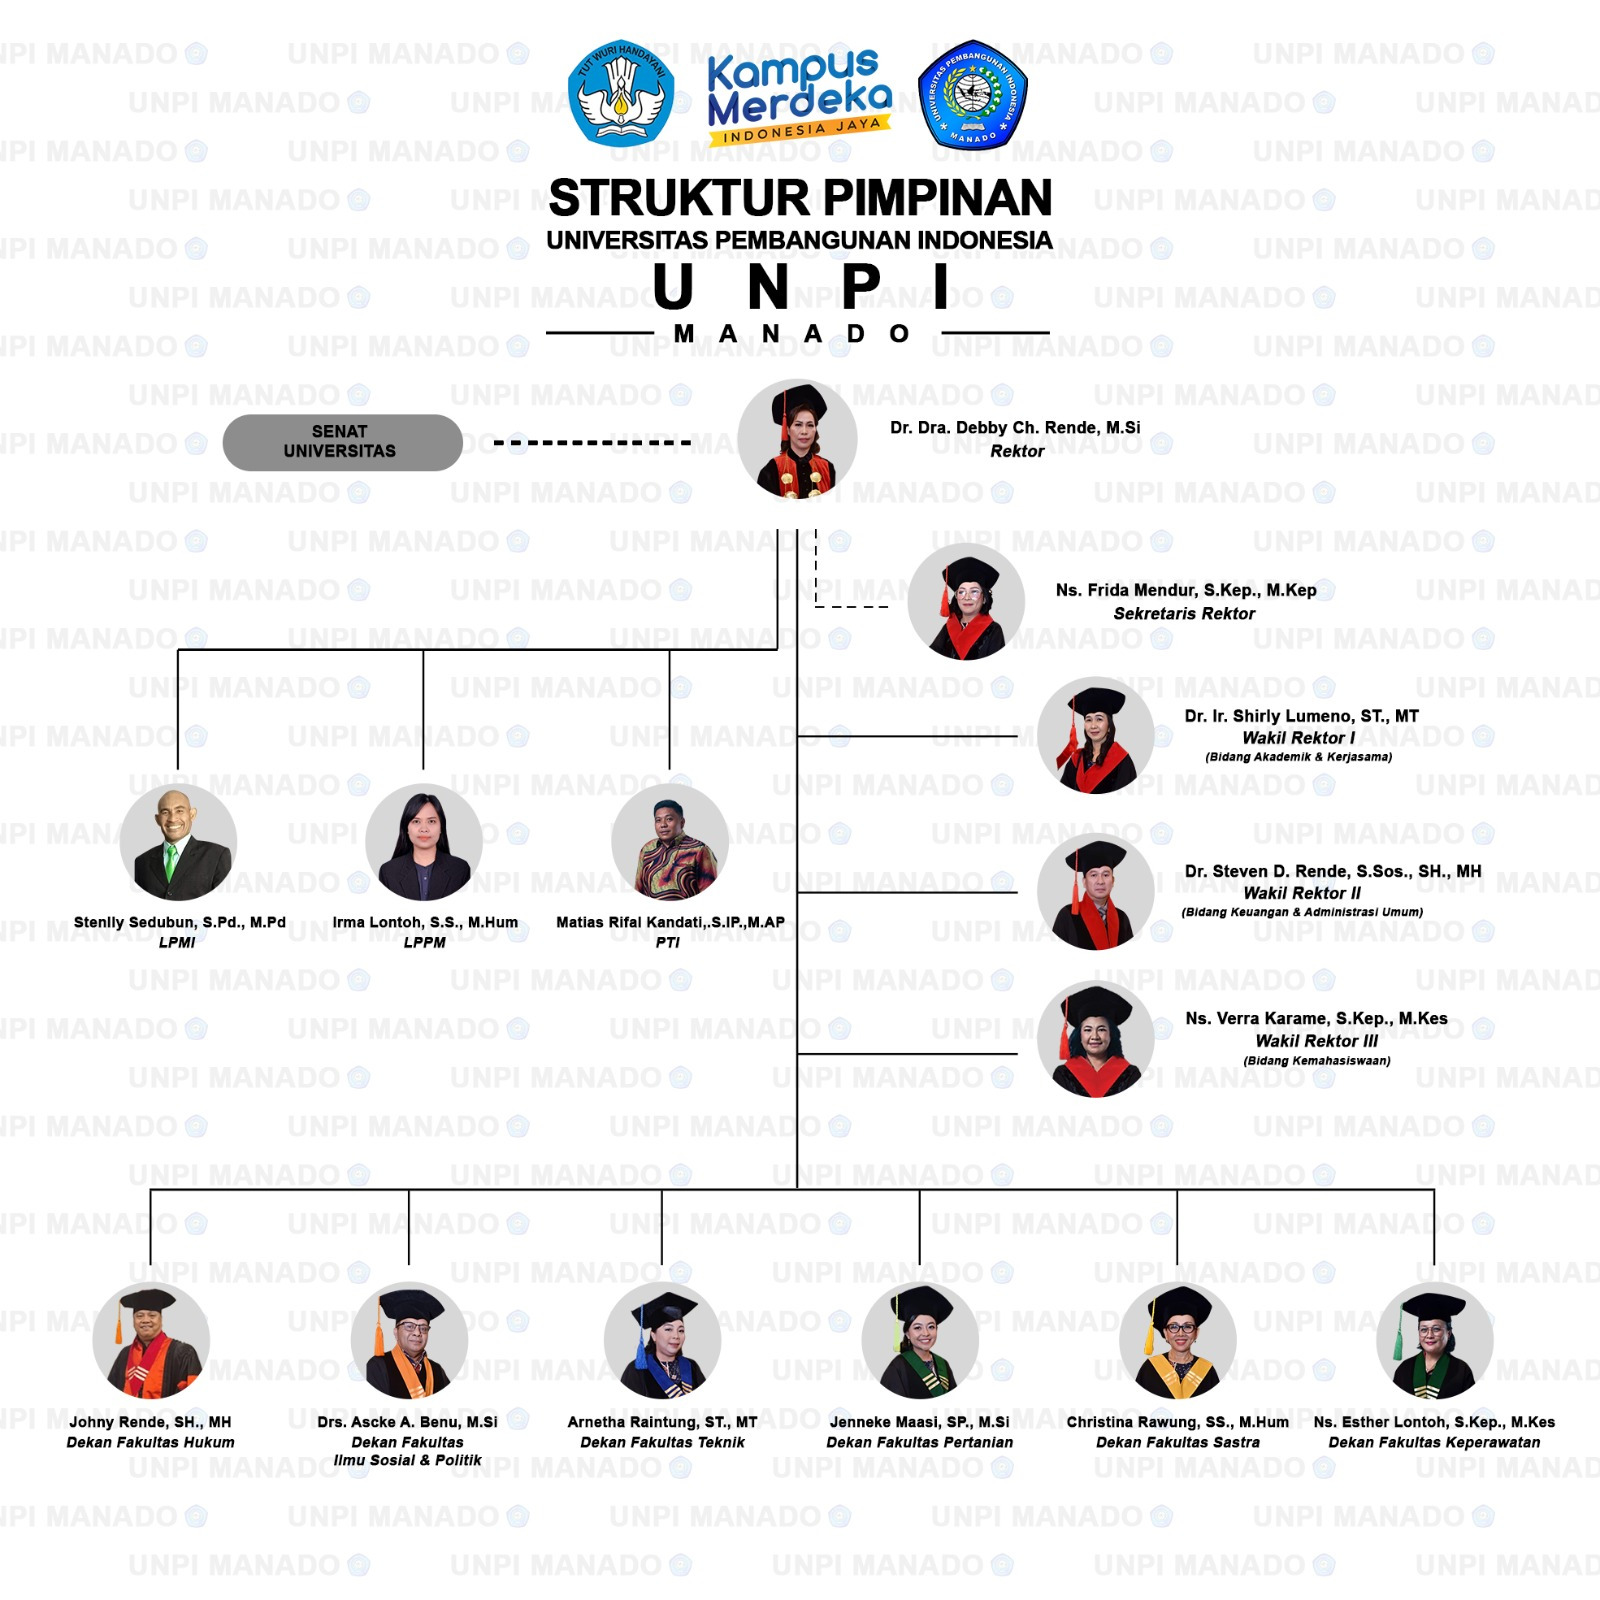 TUT WURI HANDAYANI
Kampus
Merdeka
INDONESIA JAYA
UNIVERSITAS PEMBANGUNAN INDONESIA
MANADO
STRUKTUR PIMPINAN
UNIVERSITAS PEMBANGUNAN INDONESIA
UNPI
MANADO
SENAT
UNIVERSITAS
Dr. Dra. Debby Ch. Rende, M.Si
Rektor
Ns. Frida Mendur, S.Kep., M.Kep
Sekretaris Rektor
Dr. Ir. Shirly Lumeno, ST., MT
Wakil Rektor I
(Bidang Akademik & Kerjasama)
Dr. Steven D. Rende, S.Sos., SH., MH
Wakil Rektor II
(Bidang Keuangan & Administrasi Umum)
Ns. Verra Karame, S.Kep., M.Kes
Wakil Rektor III
(Bidang Kemahasiswaan)
Stenlly Sedubun, S.Pd., M.Pd
LPMI
Irma Lontoh, S.S., M.Hum
LPPM
Matias Rifal Kandati,.S.IP.,M.AP
PTI
Johny Rende, SH., MH
Dekan Fakultas Hukum
Drs. Ascke A. Benu, M.Si
Dekan Fakultas
Ilmu Sosial & Politik
Arnetha Raintung, ST., MT
Dekan Fakultas Teknik
Jenneke Maasi, SP., M.Si
Dekan Fakultas Pertanian
Christina Rawung, SS., M.Hum
Dekan Fakultas Sastra
Ns. Esther Lontoh, S.Kep., M.Kes
Dekan Fakultas Keperawatan
UNPI MANADO